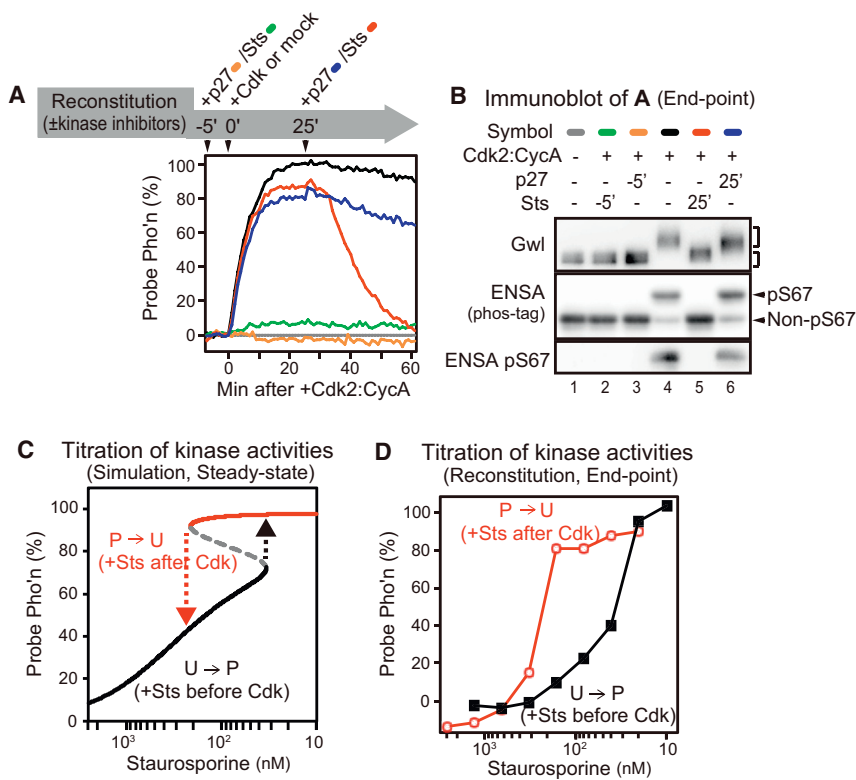 A
+p27 /Sts
+Cdk or mock
+p27 /Sts
Reconstitution
(±kinase inhibitors)
-5' 0' 25'
Probe Pho'n (%)
100
80
60
40
20
0
0 20 40 60
Min after +Cdk2:CycA
B Immunoblot of A (End-point)
Symbol
Cdk2:CycA - + + + + +
p27 - - -5' - - 25'
Sts - -5' - - 25' -
Gwl
ENSA
(phos-tag)
pS67
Non-pS67
ENSA pS67
1 2 3 4 5 6
C Titration of kinase activities
(Simulation, Steady-state)
Probe Pho'n (%)
100
80
60
40
20
0
P → U
(+Sts after Cdk)
U → P
(+Sts before Cdk)
10³ 10² 10
Staurosporine (nM)
D Titration of kinase activities
(Reconstitution, End-point)
Probe Pho'n (%)
100
80
60
40
20
0
P → U
(+Sts after Cdk)
U → P
(+Sts before Cdk)
10³ 10² 10
Staurosporine (nM)